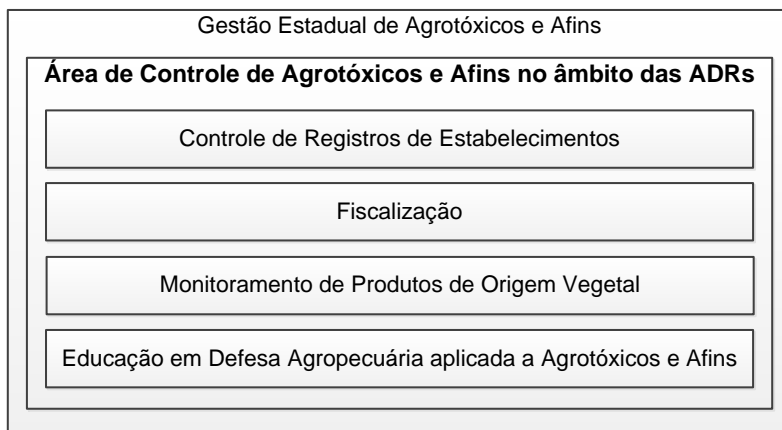 Gestão Estadual de Agrotóxicos e Afins
Área de Controle de Agrotóxicos e Afins no âmbito das ADRs
Controle de Registros de Estabelecimentos
Fiscalização
Monitoramento de Produtos de Origem Vegetal
Educação em Defesa Agropecuária aplicada a Agrotóxicos e Afins